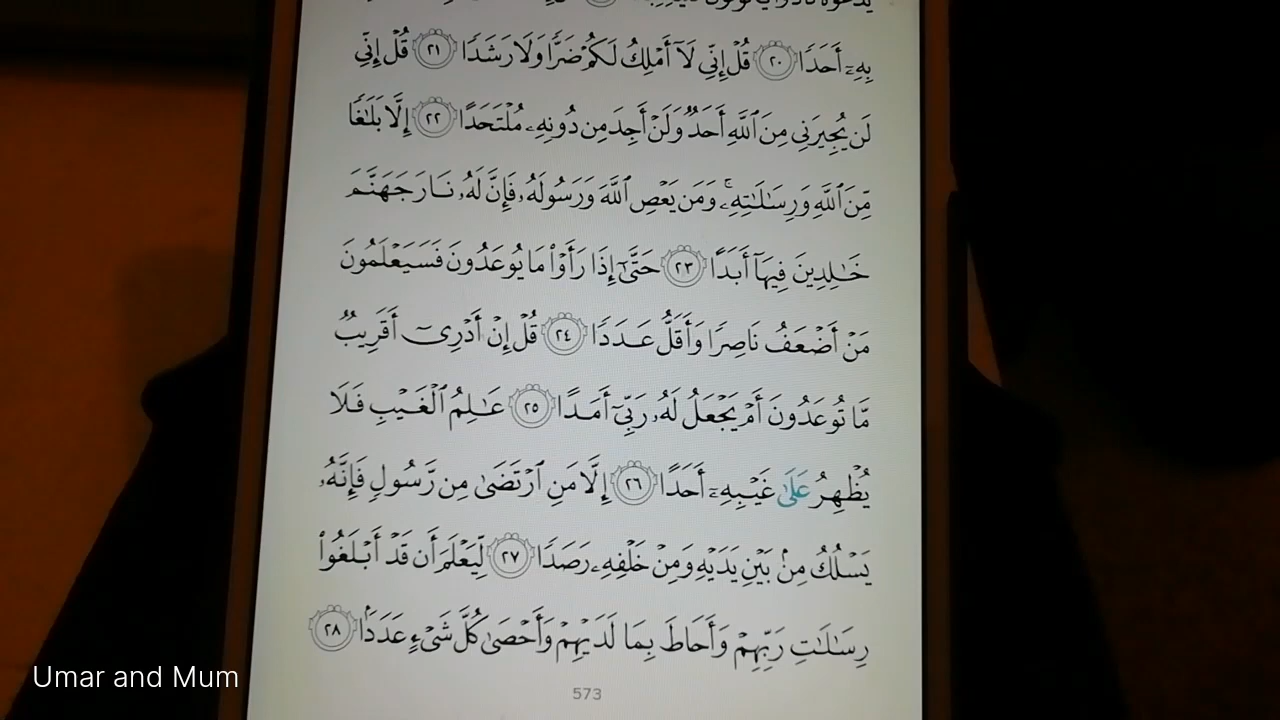 بِهِۦٓ أَحَدًا ٢٠ قُلْ إِنِّي لَآ أَمْلِكُ لَكُمْ ضَرًّا وَلَا رَشَدًا ٢١ قُلْ إِنِّي
لَن يُجِيرَنِي مِنَ ٱللَّهِ أَحَدٌ وَلَنْ أَجِدَ مِن دُونِهِۦ مُلْتَحَدًا ٢٢ إِلَّا بَلَـٰغًا
مِّنَ ٱللَّهِ وَرِسَـٰلَـٰتِهِۦ ۚ وَمَن يَعْصِ ٱللَّهَ وَرَسُولَهُۥ فَإِنَّ لَهُۥ نَارَ جَهَنَّمَ
خَـٰلِدِينَ فِيهَآ أَبَدًا ٢٣ حَتَّىٰٓ إِذَا رَأَوْا۟ مَا يُوعَدُونَ فَسَيَعْلَمُونَ
مَنْ أَضْعَفُ نَاصِرًا وَأَقَلُّ عَدَدًا ٢٤ قُلْ إِنْ أَدْرِىٓ أَقَرِيبٌ
مَّا تُوعَدُونَ أَمْ يَجْعَلُ لَهُۥ رَبِّىٓ أَمَدًا ٢٥ عَـٰلِمُ ٱلْغَيْبِ فَلَا
يُظْهِرُ عَلَىٰ غَيْبِهِۦٓ أَحَدًا ٢٦ إِلَّا مَنِ ٱرْتَضَىٰ مِن رَّسُولٍ فَإِنَّهُۥ
يَسْلُكُ مِنۢ بَيْنِ يَدَيْهِ وَمِنْ خَلْفِهِۦ رَصَدًا ٢٧ لِّيَعْلَمَ أَن قَدْ أَبْلَغُوا۟
رِسَـٰلَـٰتِ رَبِّهِمْ وَأَحَاطَ بِمَا لَدَيْهِمْ وَأَحْصَىٰ كُلَّ شَىْءٍ عَدَدًۢا ٢٨
573
Umar and Mum